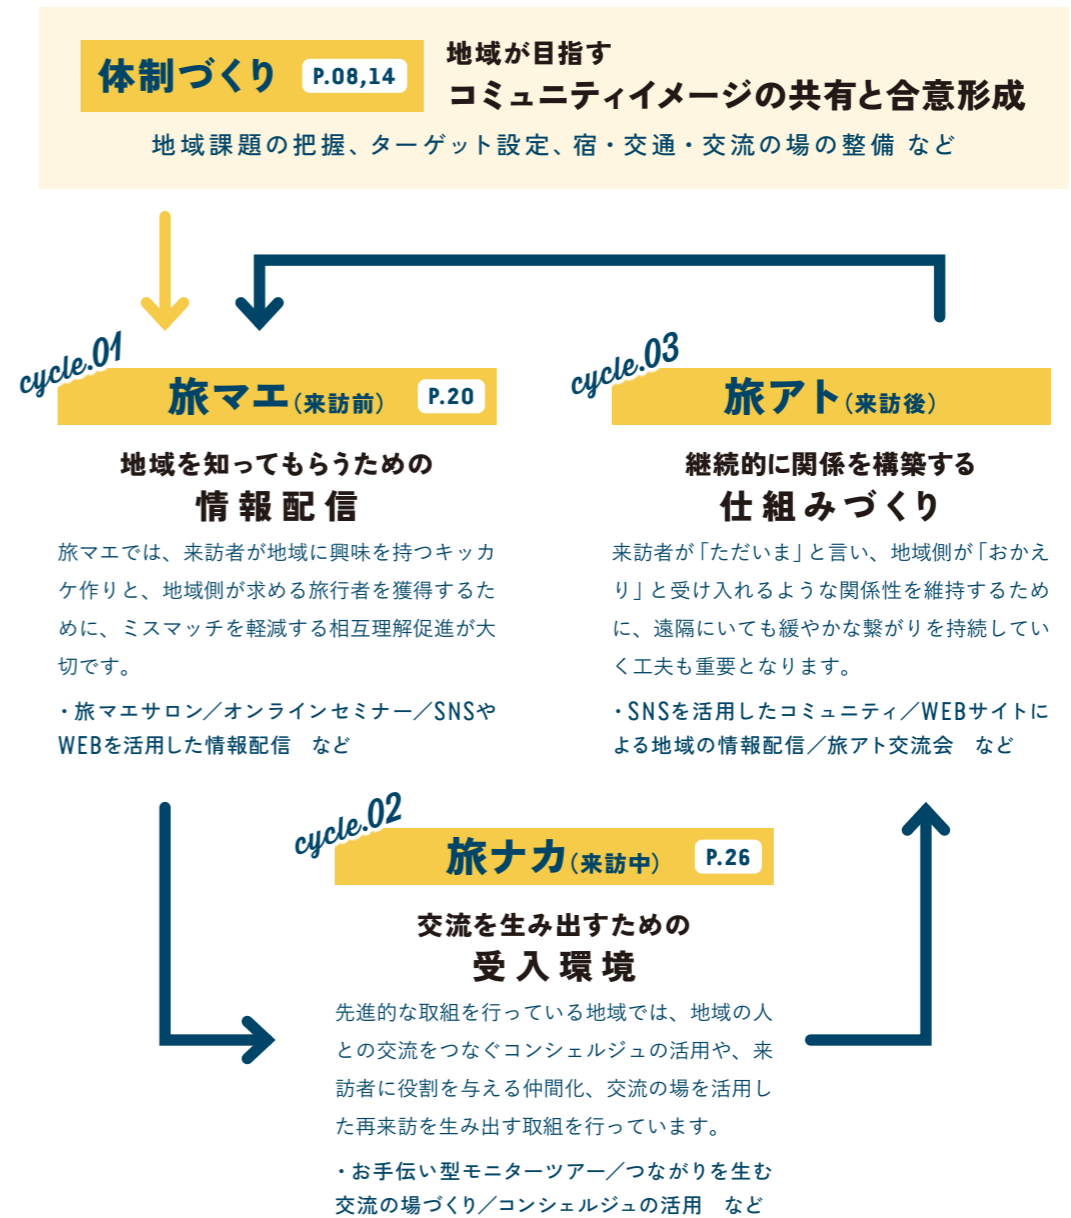 体制づくり P.08,14
地域が目指す
コミュニティイメージの共有と合意形成
地域課題の把握、ターゲット設定、宿・交通・交流の場の整備 など
cycle.01
旅マエ（来訪前） P.20
地域を知ってもらうための
情報配信
旅マエでは、来訪者が地域に興味を持つキッカ
ケ作りと、地域側が求める旅行者を獲得するた
めに、ミスマッチを軽減する相互理解促進が大
切です。
・旅マエサロン／オンラインセミナー／SNSや
WEBを活用した情報配信　など
cycle.03
旅アト（来訪後）
継続的に関係を構築する
仕組みづくり
来訪者が「ただいま」と言い、地域側が「おかえ
り」と受け入れるような関係性を維持するため
に、遠隔にいても緩やかな繋がりを持続してい
く工夫も重要となります。
・SNSを活用したコミュニティ／WEBサイトに
よる地域の情報配信／旅アト交流会　など
cycle.02
旅ナカ（来訪中） P.26
交流を生み出すための
受入環境
先進的な取組を行っている地域では、地域の人
との交流をつなぐコンシェルジュの活用や、来
訪者に役割を与える仲間化、交流の場を活用し
た再来訪を生み出す取組を行っています。
・お手伝い型モニターツアー／つながりを生む
交流の場づくり／コンシェルジュの活用　など